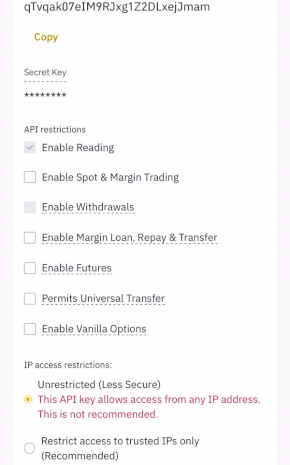 qTvqak07eIM9RJxg1Z2DLxejJmam
Copy
Secret Key
********
API restrictions
Enable Reading
Enable Spot & Margin Trading
Enable Withdrawals
Enable Margin Loan, Repay & Transfer
Enable Futures
Permits Universal Transfer
Enable Vanilla Options
IP access restrictions:
Unrestricted (Less Secure)
This API key allows access from any IP address.
This is not recommended.
Restrict access to trusted IPs only
(Recommended)